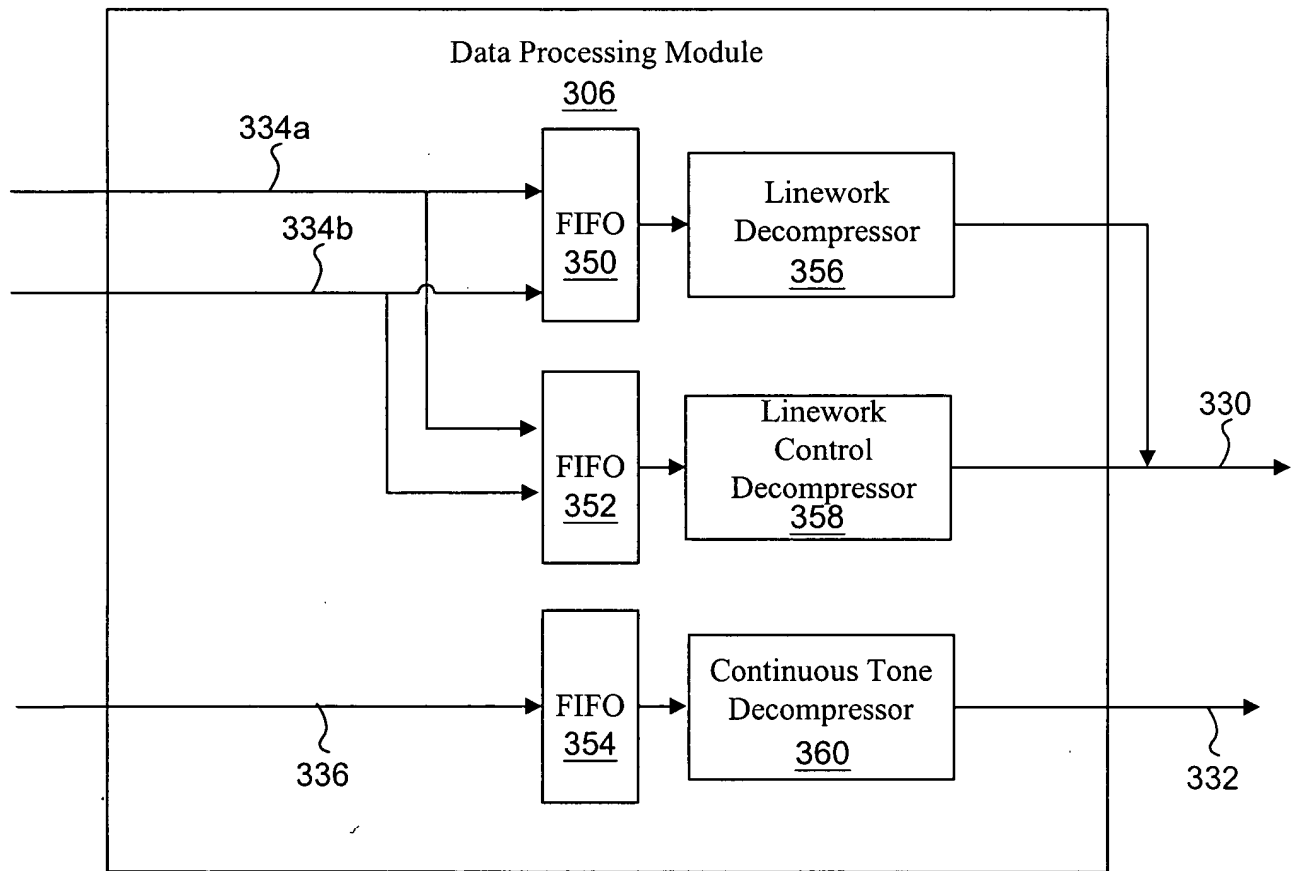 Data Processing Module
306
334a
334b
FIFO
350
Linework
Decompressor
356
FIFO
352
Linework
Control
Decompressor
358
330
336
FIFO
354
Continuous Tone
Decompressor
360
332